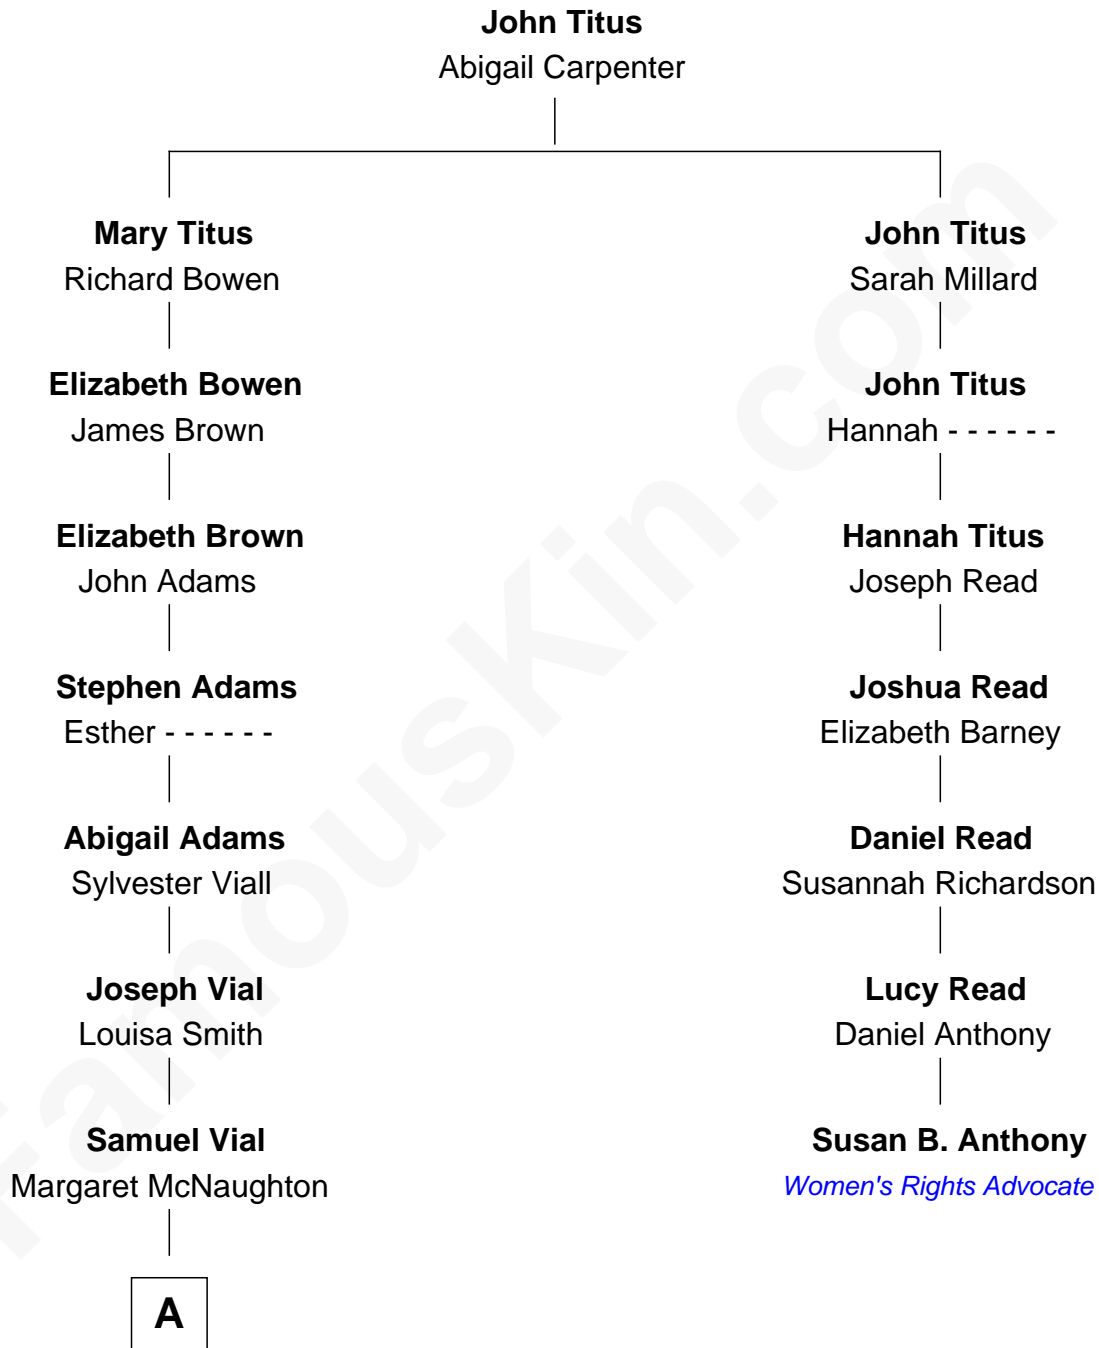 John Titus
Abigail Carpenter
Mary Titus
Richard Bowen
John Titus
Sarah Millard
Elizabeth Bowen
James Brown
John Titus
Hannah - - - - - -
Elizabeth Brown
John Adams
Hannah Titus
Joseph Read
Stephen Adams
Esther - - - - - -
Joshua Read
Elizabeth Barney
Abigail Adams
Sylvester Viall
Daniel Read
Susannah Richardson
Joseph Vial
Louisa Smith
Lucy Read
Daniel Anthony
Samuel Vial
Margaret McNaughton
Susan B. Anthony
Women's Rights Advocate
A
FamousKin.com